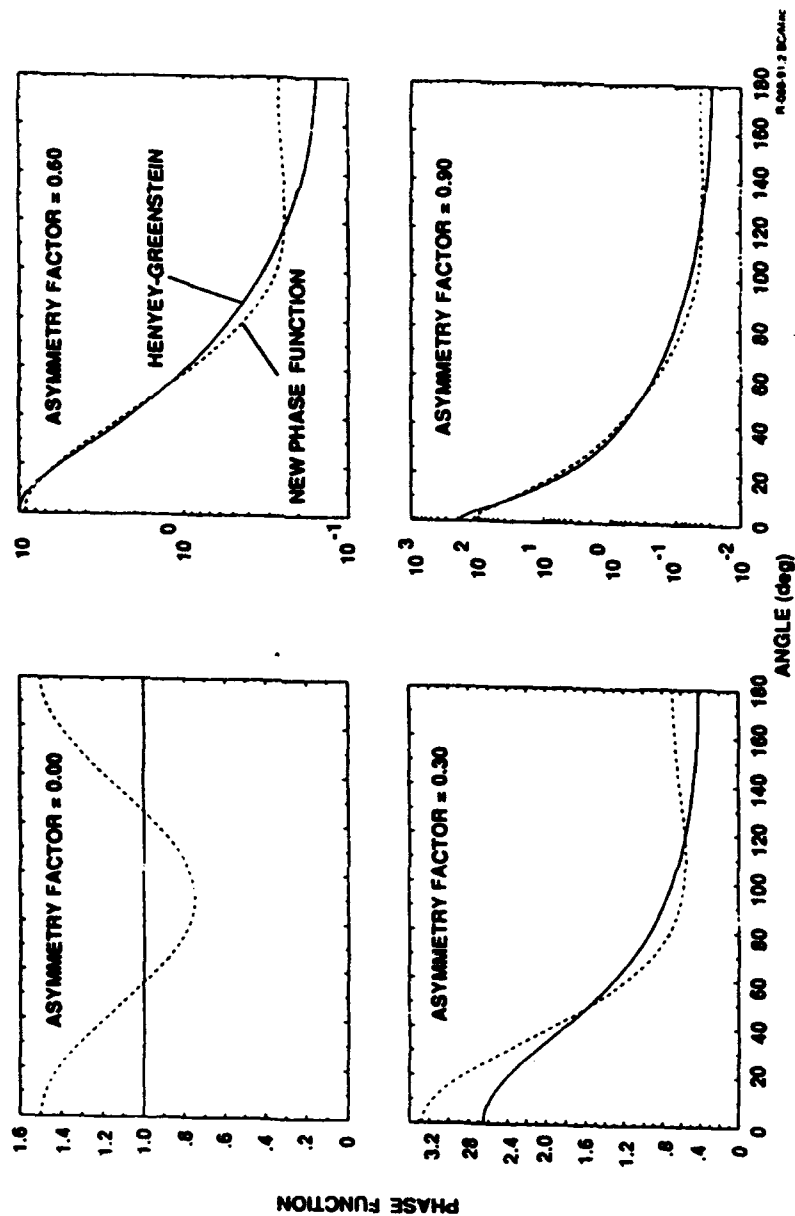 PHASE FUNCTION
ASYMMETRY FACTOR = 0.00
1.6
1.4
1.2
1.0
.8
.6
.4
.2
0
ASYMMETRY FACTOR = 0.60
HENYEY-GREENSTEIN
NEW PHASE FUNCTION
10
10 0
10 -1
ASYMMETRY FACTOR = 0.30
3.2
28
2.4
2.0
1.6
1.2
.8
.4
0
0 20 40 60 80 100 120 140 160 180
ASYMMETRY FACTOR = 0.90
10 3
10 2
10 1
10 0
10 -1
10 -2
0 20 40 60 80 100 120 140 160 180
ANGLE (deg)